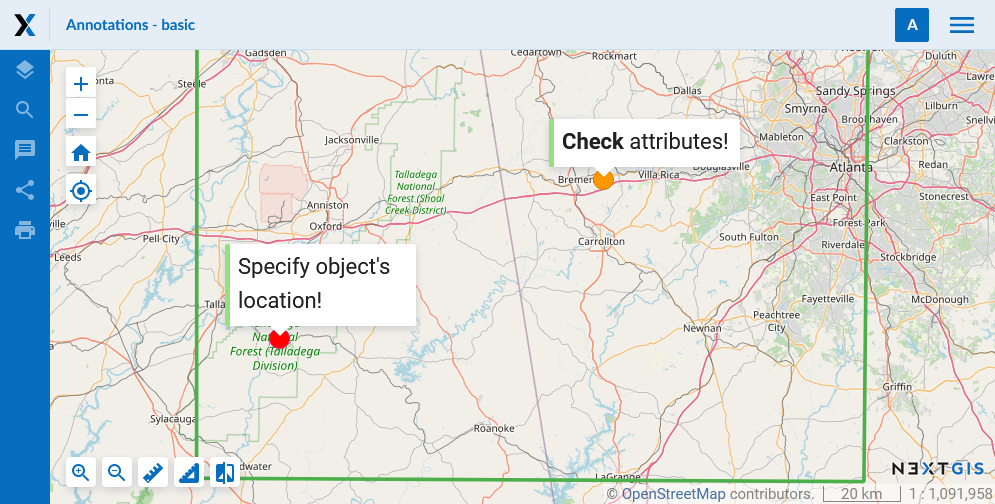 Annotations - basic
A
Gadsden
Cedartown
Rockmart
Duluth
Steele
Dallas
Sandy Springs
Smyrna
Lilburn
Brookhaven
Mableton
Jacksonville
Check attributes!
Clarkston
Redan
Douglasville
Atlanta
Bremen
Villa Rica
Talladega
National
Forest (Shoal
Creek District)
Anniston
Oxford
East Point
Stonecrest
Forest Park
Pell City
Carrollton
South Fulton
Riverdale
Leeds
Stockbridge
Specify object's
location!
Fayetteville
McDonough
Peachtree
City
Newnan
National
Forest (Talladega
Division)
Griffin
Sylacauga
Roanoke
LaGrange
NEXTGIS
© OpenStreetMap contributors.
20 km
1 : 1,091,958